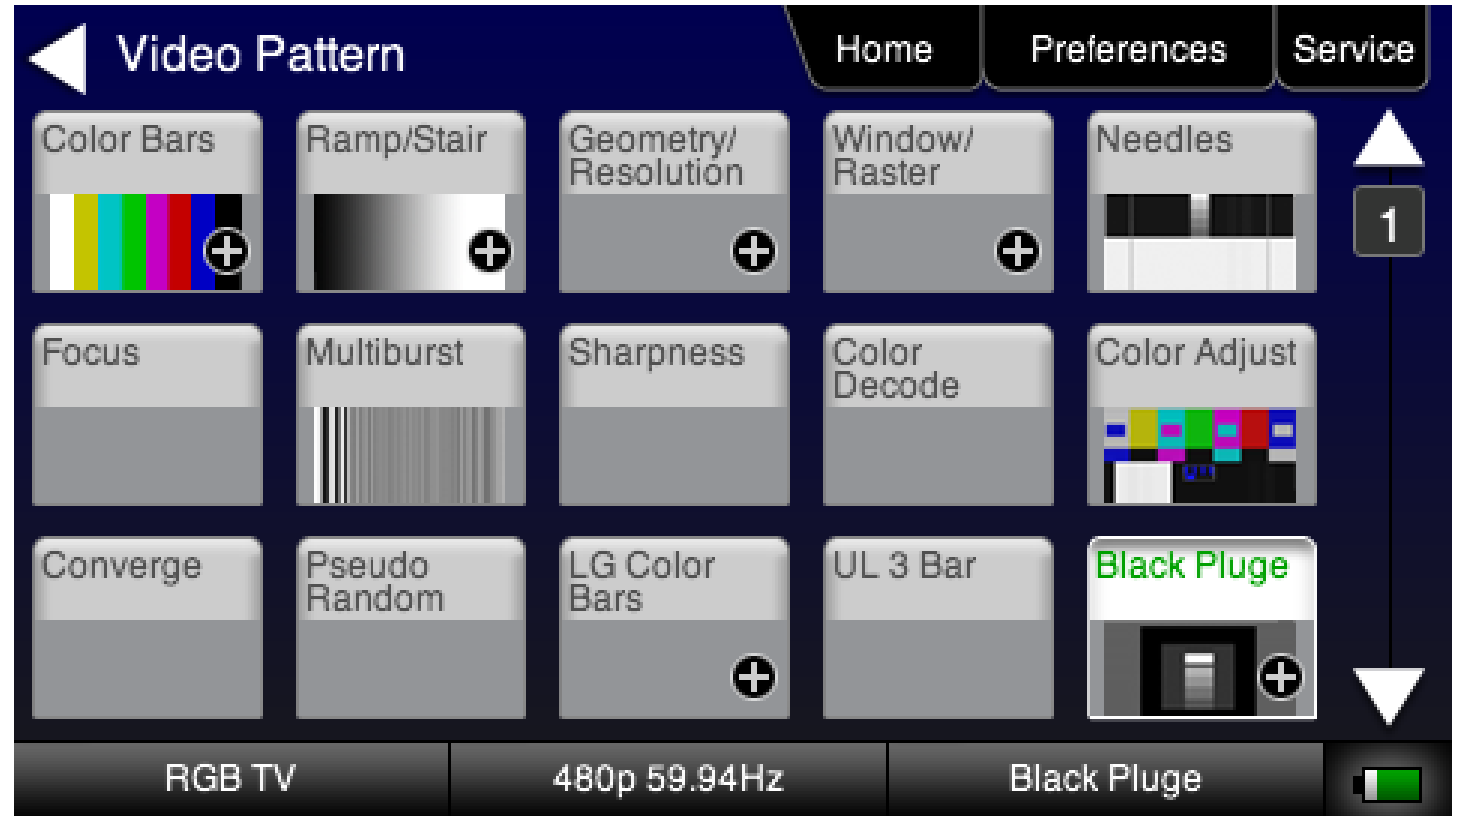 Video Pattern
Home
Preferences
Service
Color Bars
Ramp/Stair
Geometry/
Resolution
Window/
Raster
Needles
1
Focus
Multiburst
Sharpness
Color
Decode
Color Adjust
Converge
Pseudo
Random
LG Color
Bars
UL 3 Bar
Black Pluge
RGB TV
480p 59.94Hz
Black Pluge